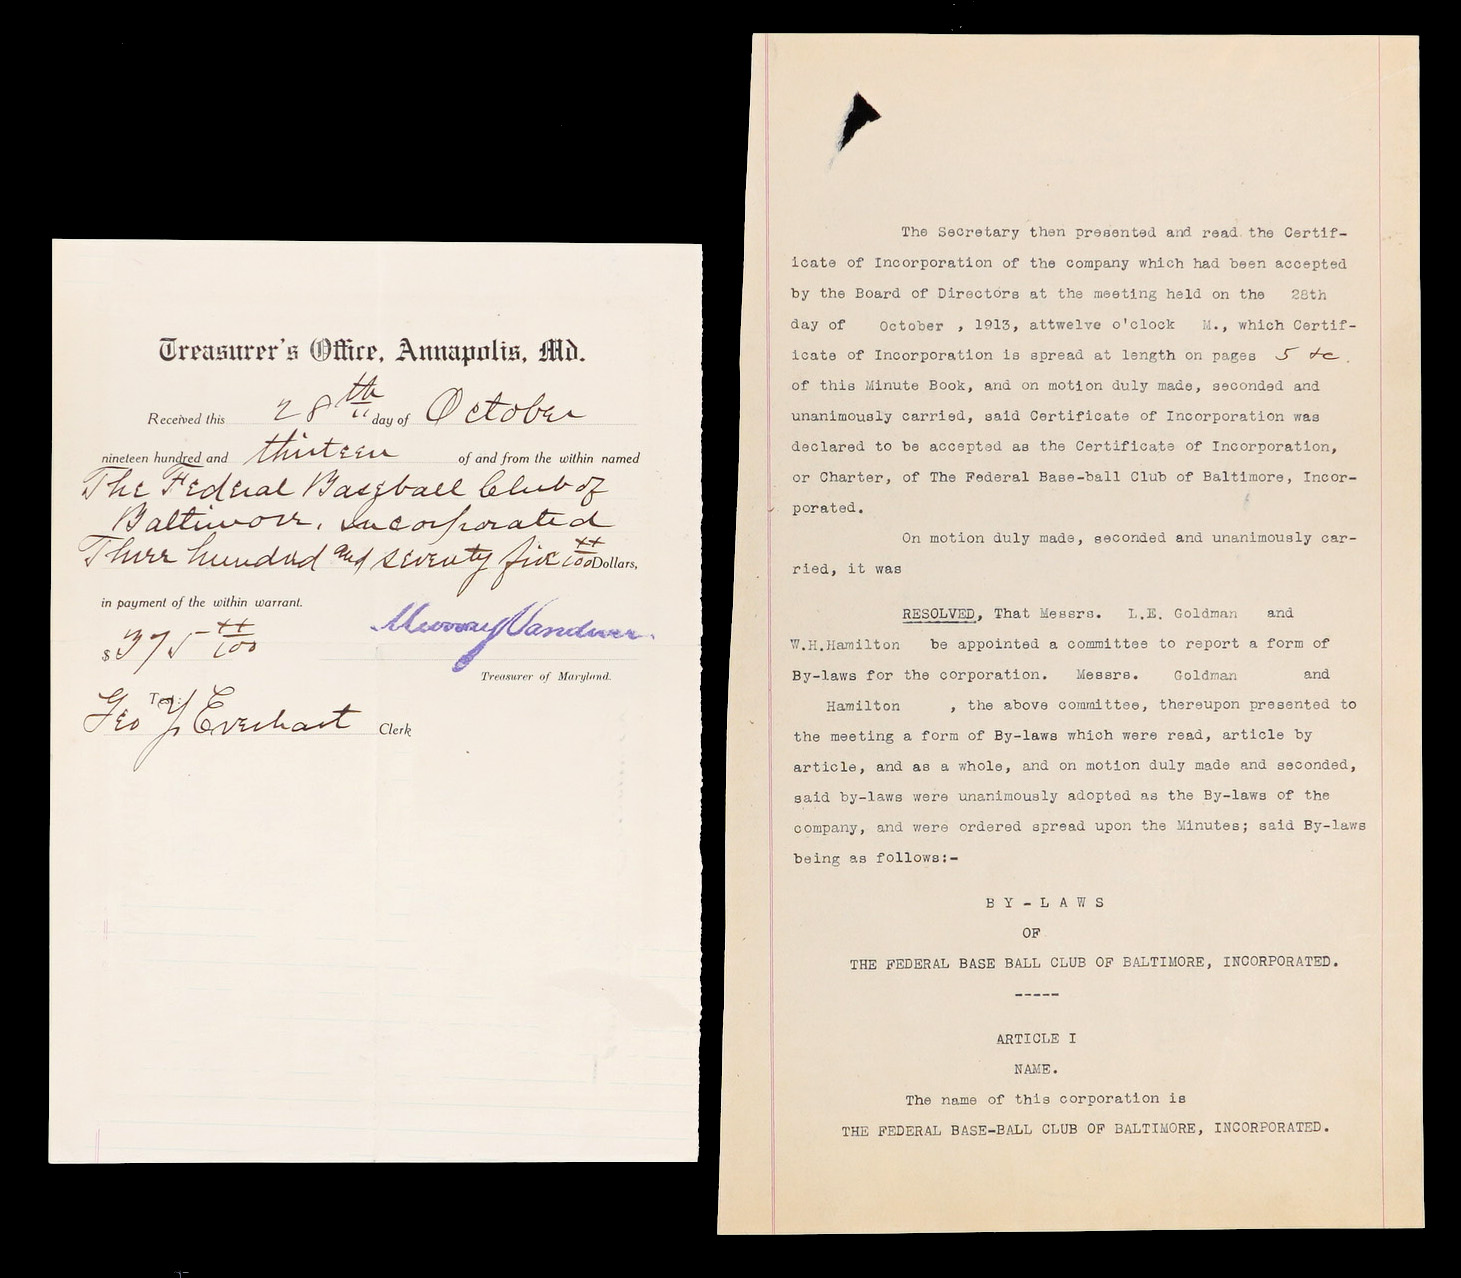 Treasurer's Office, Annapolis, Md.
Received this 28th day of October
nineteen hundred and thirteen of and from the within named
The Federal Baseball Club of
Baltimore, Incorporated
Three hundred and seventy five xx/100 Dollars,
in payment of the within warrant.
$375 xx/100
Murray Vandiver
Treasurer of Maryland.
Geo Y Everhart Clerk
The Secretary then presented and read the Certif-
icate of Incorporation of the company which had been accepted
by the Board of Directors at the meeting held on the 28th
day of October , 1913, attwelve o'clock M., which Certif-
icate of Incorporation is spread at length on pages 5 &c.
of this Minute Book, and on motion duly made, seconded and
unanimously carried, said Certificate of Incorporation was
declared to be accepted as the Certificate of Incorporation,
or Charter, of The Federal Base-ball Club of Baltimore, Incor-
porated.
On motion duly made, seconded and unanimously car-
ried, it was
RESOLVED, That Messrs. L.E. Goldman and
W.H.Hamilton be appointed a committee to report a form of
By-laws for the corporation. Messrs. Goldman and
Hamilton , the above committee, thereupon presented to
the meeting a form of By-laws which were read, article by
article, and as a whole, and on motion duly made and seconded,
said by-laws were unanimously adopted as the By-laws of the
company, and were ordered spread upon the Minutes; said By-laws
being as follows:-
BY-LAWS
OF
THE FEDERAL BASE BALL CLUB OF BALTIMORE, INCORPORATED.
-----
ARTICLE I
NAME.
The name of this corporation is
THE FEDERAL BASE-BALL CLUB OF BALTIMORE, INCORPORATED.